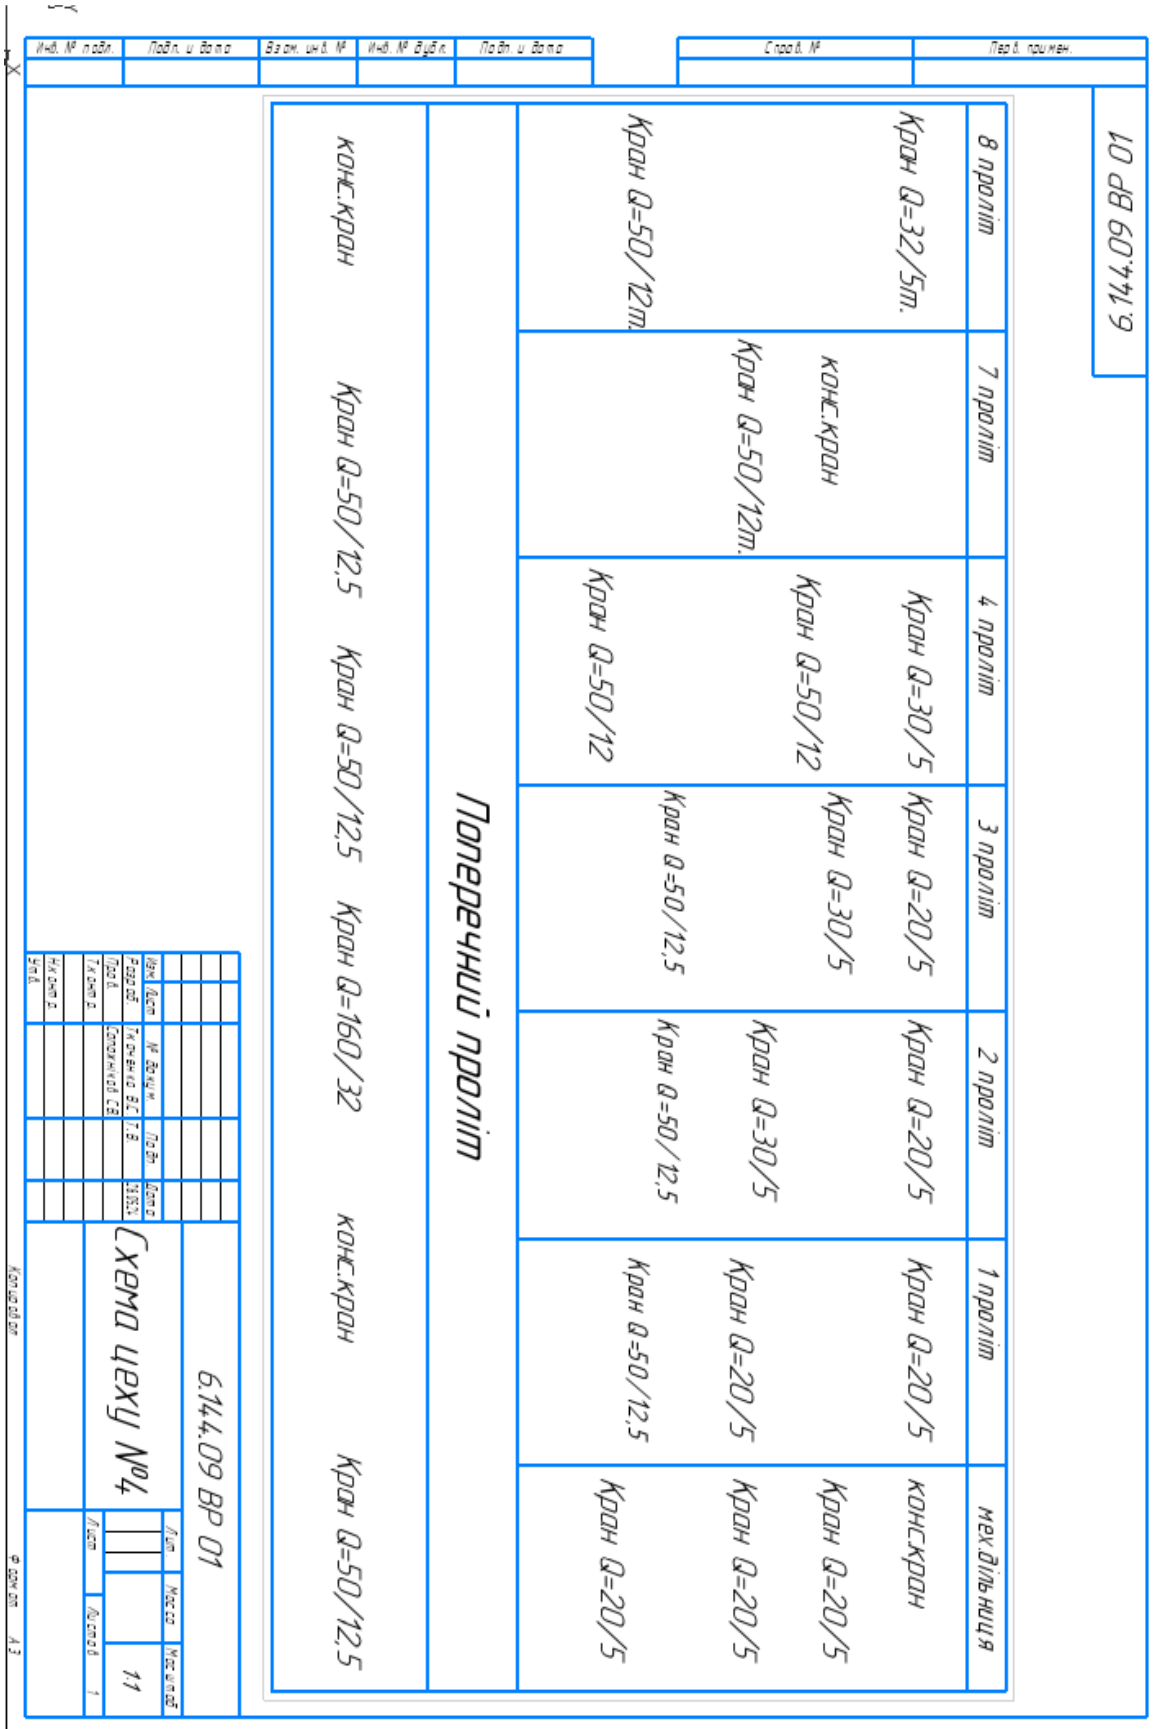 6.144.09 ВР 01
Перв. примен.
Справ. №
Подп. и дата
Инв. № дубл.
Взам. инв. №
Подп. и дата
Инв. № подл.
8 проліт
Кран Q=32/5т.
Кран Q=50/12т.
7 проліт
конс.кран
Кран Q=50/12т.
4 проліт
Кран Q=30/5
Кран Q=50/12
Кран Q=50/12
3 проліт
Кран Q=20/5
Кран Q=30/5
Кран Q=50/12,5
2 проліт
Кран Q=20/5
Кран Q=30/5
Кран Q=50/12,5
1 проліт
Кран Q=20/5
Кран Q=20/5
Кран Q=50/12,5
мех.дільниця
конс.кран
Кран Q=20/5
Кран Q=20/5
Кран Q=20/5
Поперечний проліт
конс.кран Кран Q=50/12,5 Кран Q=50/12,5 Кран Q=160/32 конс.кран Кран Q=50/12,5
6.144.09 ВР 01
Изм. Лист № докум. Подп Дата
Разраб. Ткаченко В.С. Т.В.
Пров.
Т.контр.
Н.контр.
Утв.
Схема цеху №4
Лит Масса Масштаб
1:1
Лист Листов 1
Копировал
Формат А3
X
Y